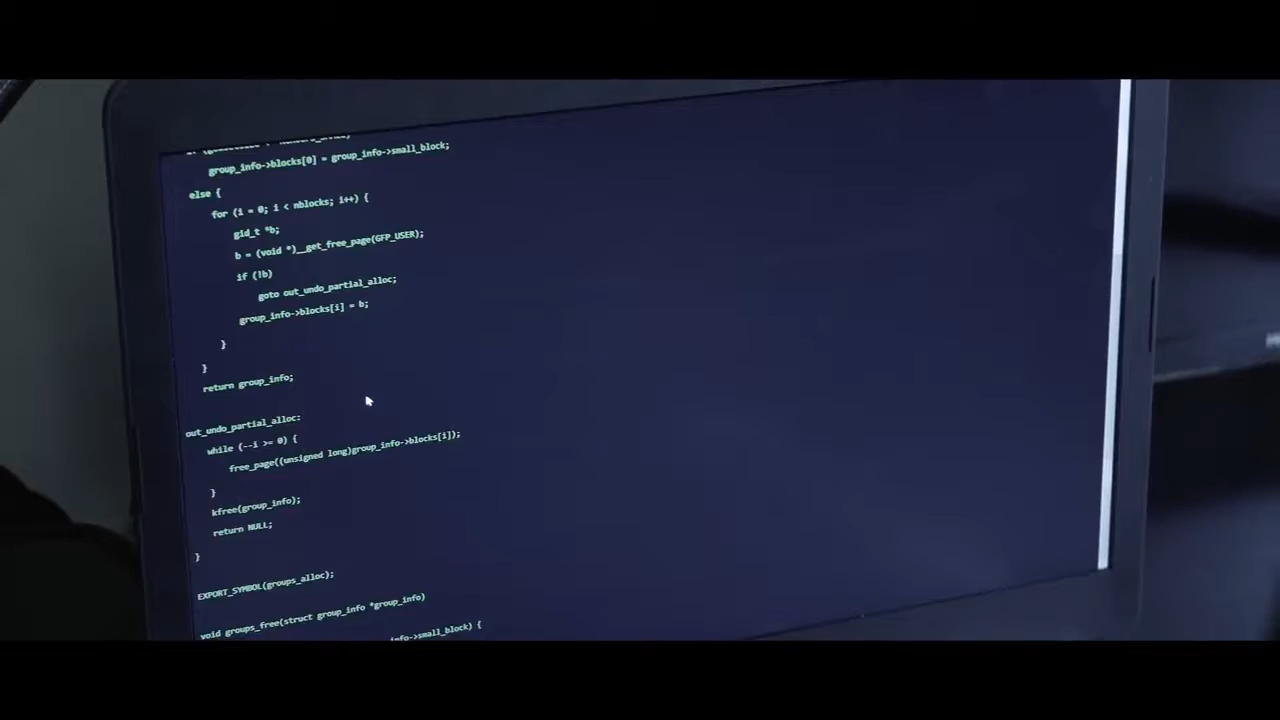 group_info->blocks[0] = group_info->small_block;
else {
for (i = 0; i < nblocks; i++) {
gid_t *b;
b = (void *)__get_free_page(GFP_USER);
if (!b)
goto out_undo_partial_alloc;
group_info->blocks[i] = b;
}
}
return group_info;
out_undo_partial_alloc:
while (--i >= 0) {
free_page((unsigned long)group_info->blocks[i]);
}
kfree(group_info);
return NULL;
}
EXPORT_SYMBOL(groups_alloc);
void groups_free(struct group_info *group_info)
info->small_block) {